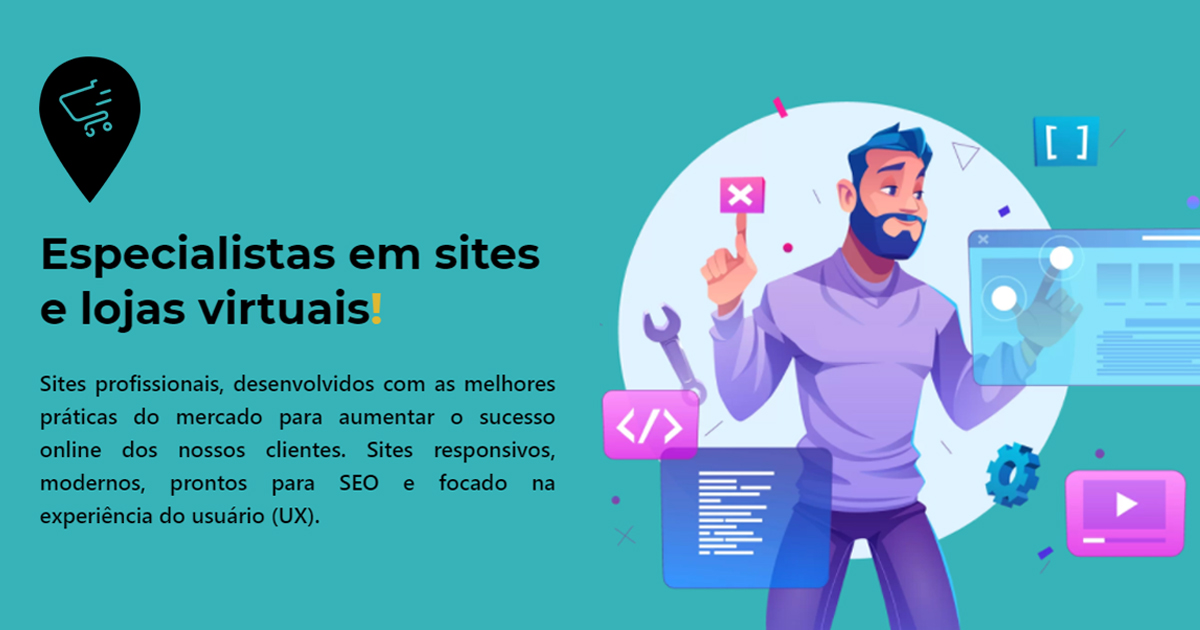 Especialistas em sites
e lojas virtuais!
Sites profissionais, desenvolvidos com as melhores
práticas do mercado para aumentar o sucesso
online dos nossos clientes. Sites responsivos,
modernos, prontos para SEO e focado na
experiência do usuário (UX).
[ ]
</>